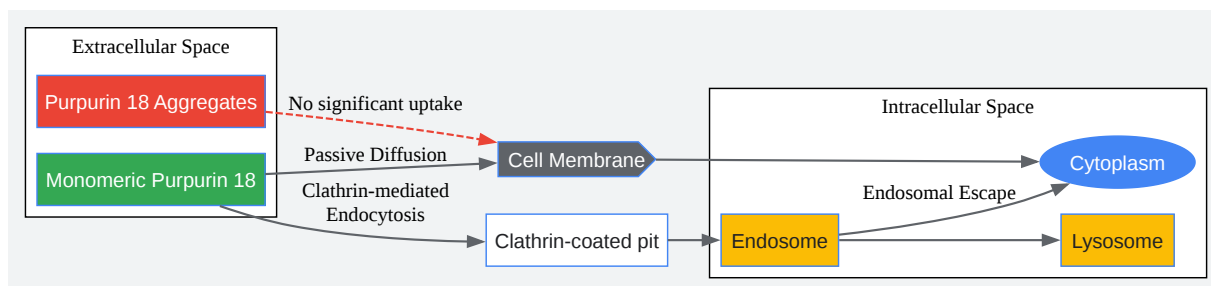 Extracellular Space
Purpurin 18 Aggregates
No significant uptake
Monomeric Purpurin 18
Passive Diffusion
Clathrin-mediated
Endocytosis
Cell Membrane
Clathrin-coated pit
Intracellular Space
Cytoplasm
Endosomal Escape
Endosome
Lysosome